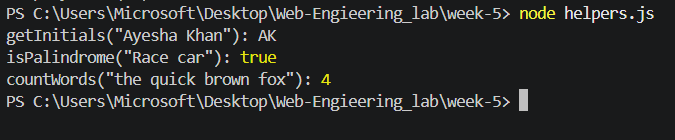 PS C:\Users\Microsoft\Desktop\Web-Engieering_lab\week-5> node helpers.js
getInitials("Ayesha Khan"): AK
isPalindrome("Race car"): true
countWords("the quick brown fox"): 4
PS C:\Users\Microsoft\Desktop\Web-Engieering_lab\week-5>